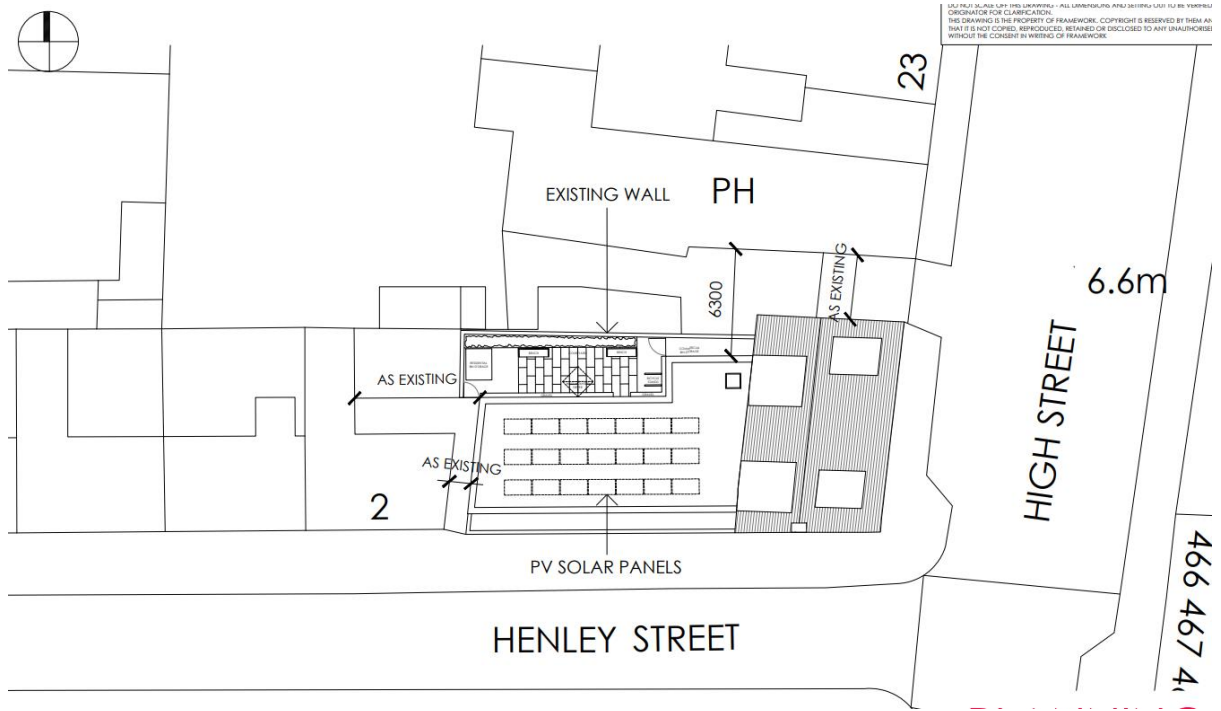 DO NOT SCALE OFF THIS DRAWING - ALL DIMENSIONS AND SETTING OUT TO BE VERIFIED
ORIGINATOR FOR CLARIFICATION.
THIS DRAWING IS THE PROPERTY OF FRAMEWORK. COPYRIGHT IS RESERVED BY THEM AN
THAT IT IS NOT COPIED, REPRODUCED, RETAINED OR DISCLOSED TO ANY UNAUTHORISE
WITHOUT THE CONSENT IN WRITING OF FRAMEWORK
23
EXISTING WALL
PH
AS EXISTING
6.6m
6300
HIGH STREET
AS EXISTING
AS EXISTING
2
PV SOLAR PANELS
HENLEY STREET
466 467